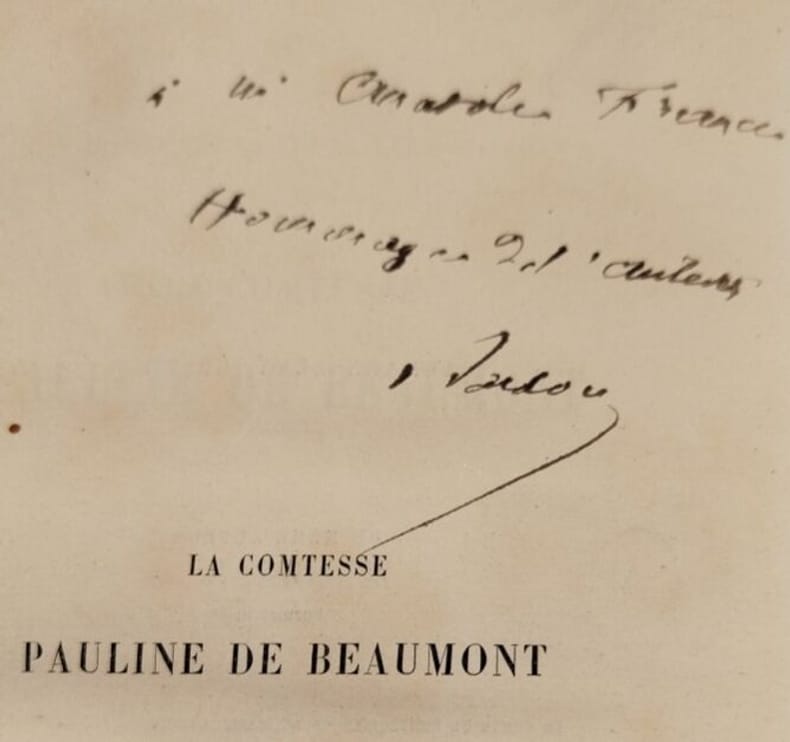 à M. Anatole France
Hommage de l'auteur
A Bardoux
LA COMTESSE
PAULINE DE BEAUMONT